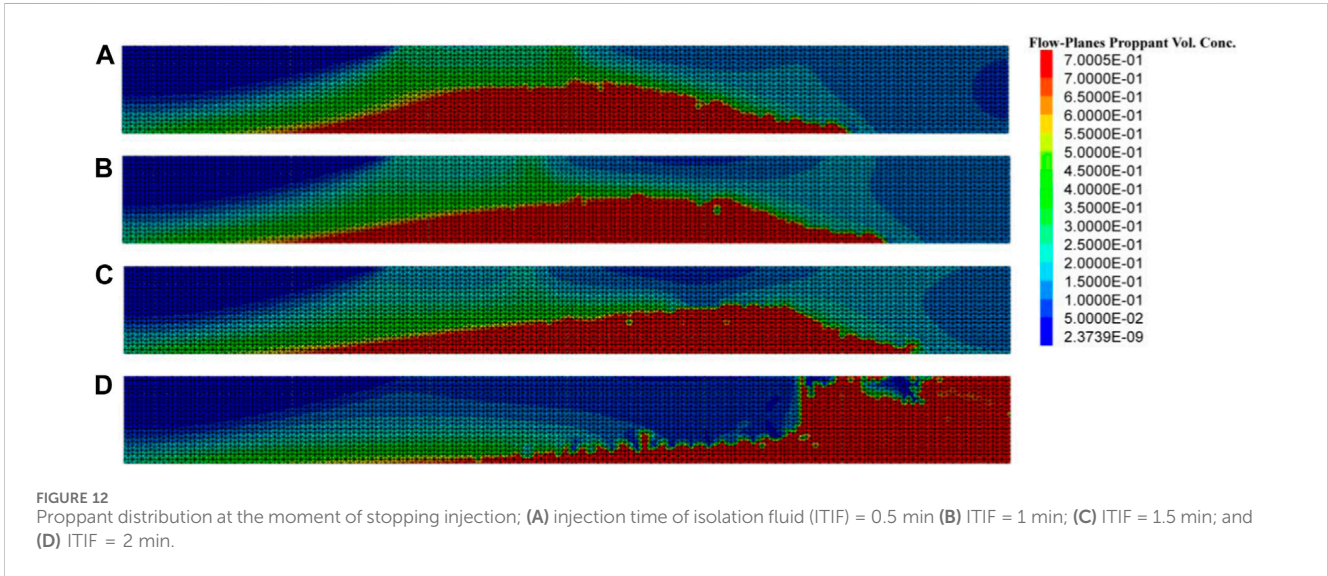 A
B
C
D
Flow-Planes Proppant Vol. Conc.
7.0005E-01
7.0000E-01
6.5000E-01
6.0000E-01
5.5000E-01
5.0000E-01
4.5000E-01
4.0000E-01
3.5000E-01
3.0000E-01
2.5000E-01
2.0000E-01
1.5000E-01
1.0000E-01
5.0000E-02
2.3739E-09
FIGURE 12
Proppant distribution at the moment of stopping injection; (A) injection time of isolation fluid (ITIF) = 0.5 min (B) ITIF = 1 min; (C) ITIF = 1.5 min; and
(D) ITIF = 2 min.